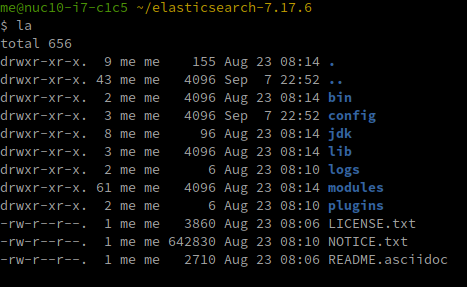 me@nuc10-i7-c1c5 ~/elasticsearch-7.17.6
$ la
total 656
drwxr-xr-x.  9 me me    155 Aug 23 08:14 .
drwxr-xr-x. 43 me me   4096 Sep  7 22:52 ..
drwxr-xr-x.  2 me me   4096 Aug 23 08:14 bin
drwxr-xr-x.  3 me me   4096 Sep  7 22:52 config
drwxr-xr-x.  8 me me     96 Aug 23 08:14 jdk
drwxr-xr-x.  3 me me   4096 Aug 23 08:14 lib
drwxr-xr-x.  2 me me      6 Aug 23 08:10 logs
drwxr-xr-x. 61 me me   4096 Aug 23 08:14 modules
drwxr-xr-x.  2 me me      6 Aug 23 08:10 plugins
-rw-r--r--.  1 me me   3860 Aug 23 08:06 LICENSE.txt
-rw-r--r--.  1 me me 642830 Aug 23 08:10 NOTICE.txt
-rw-r--r--.  1 me me   2710 Aug 23 08:06 README.asciidoc